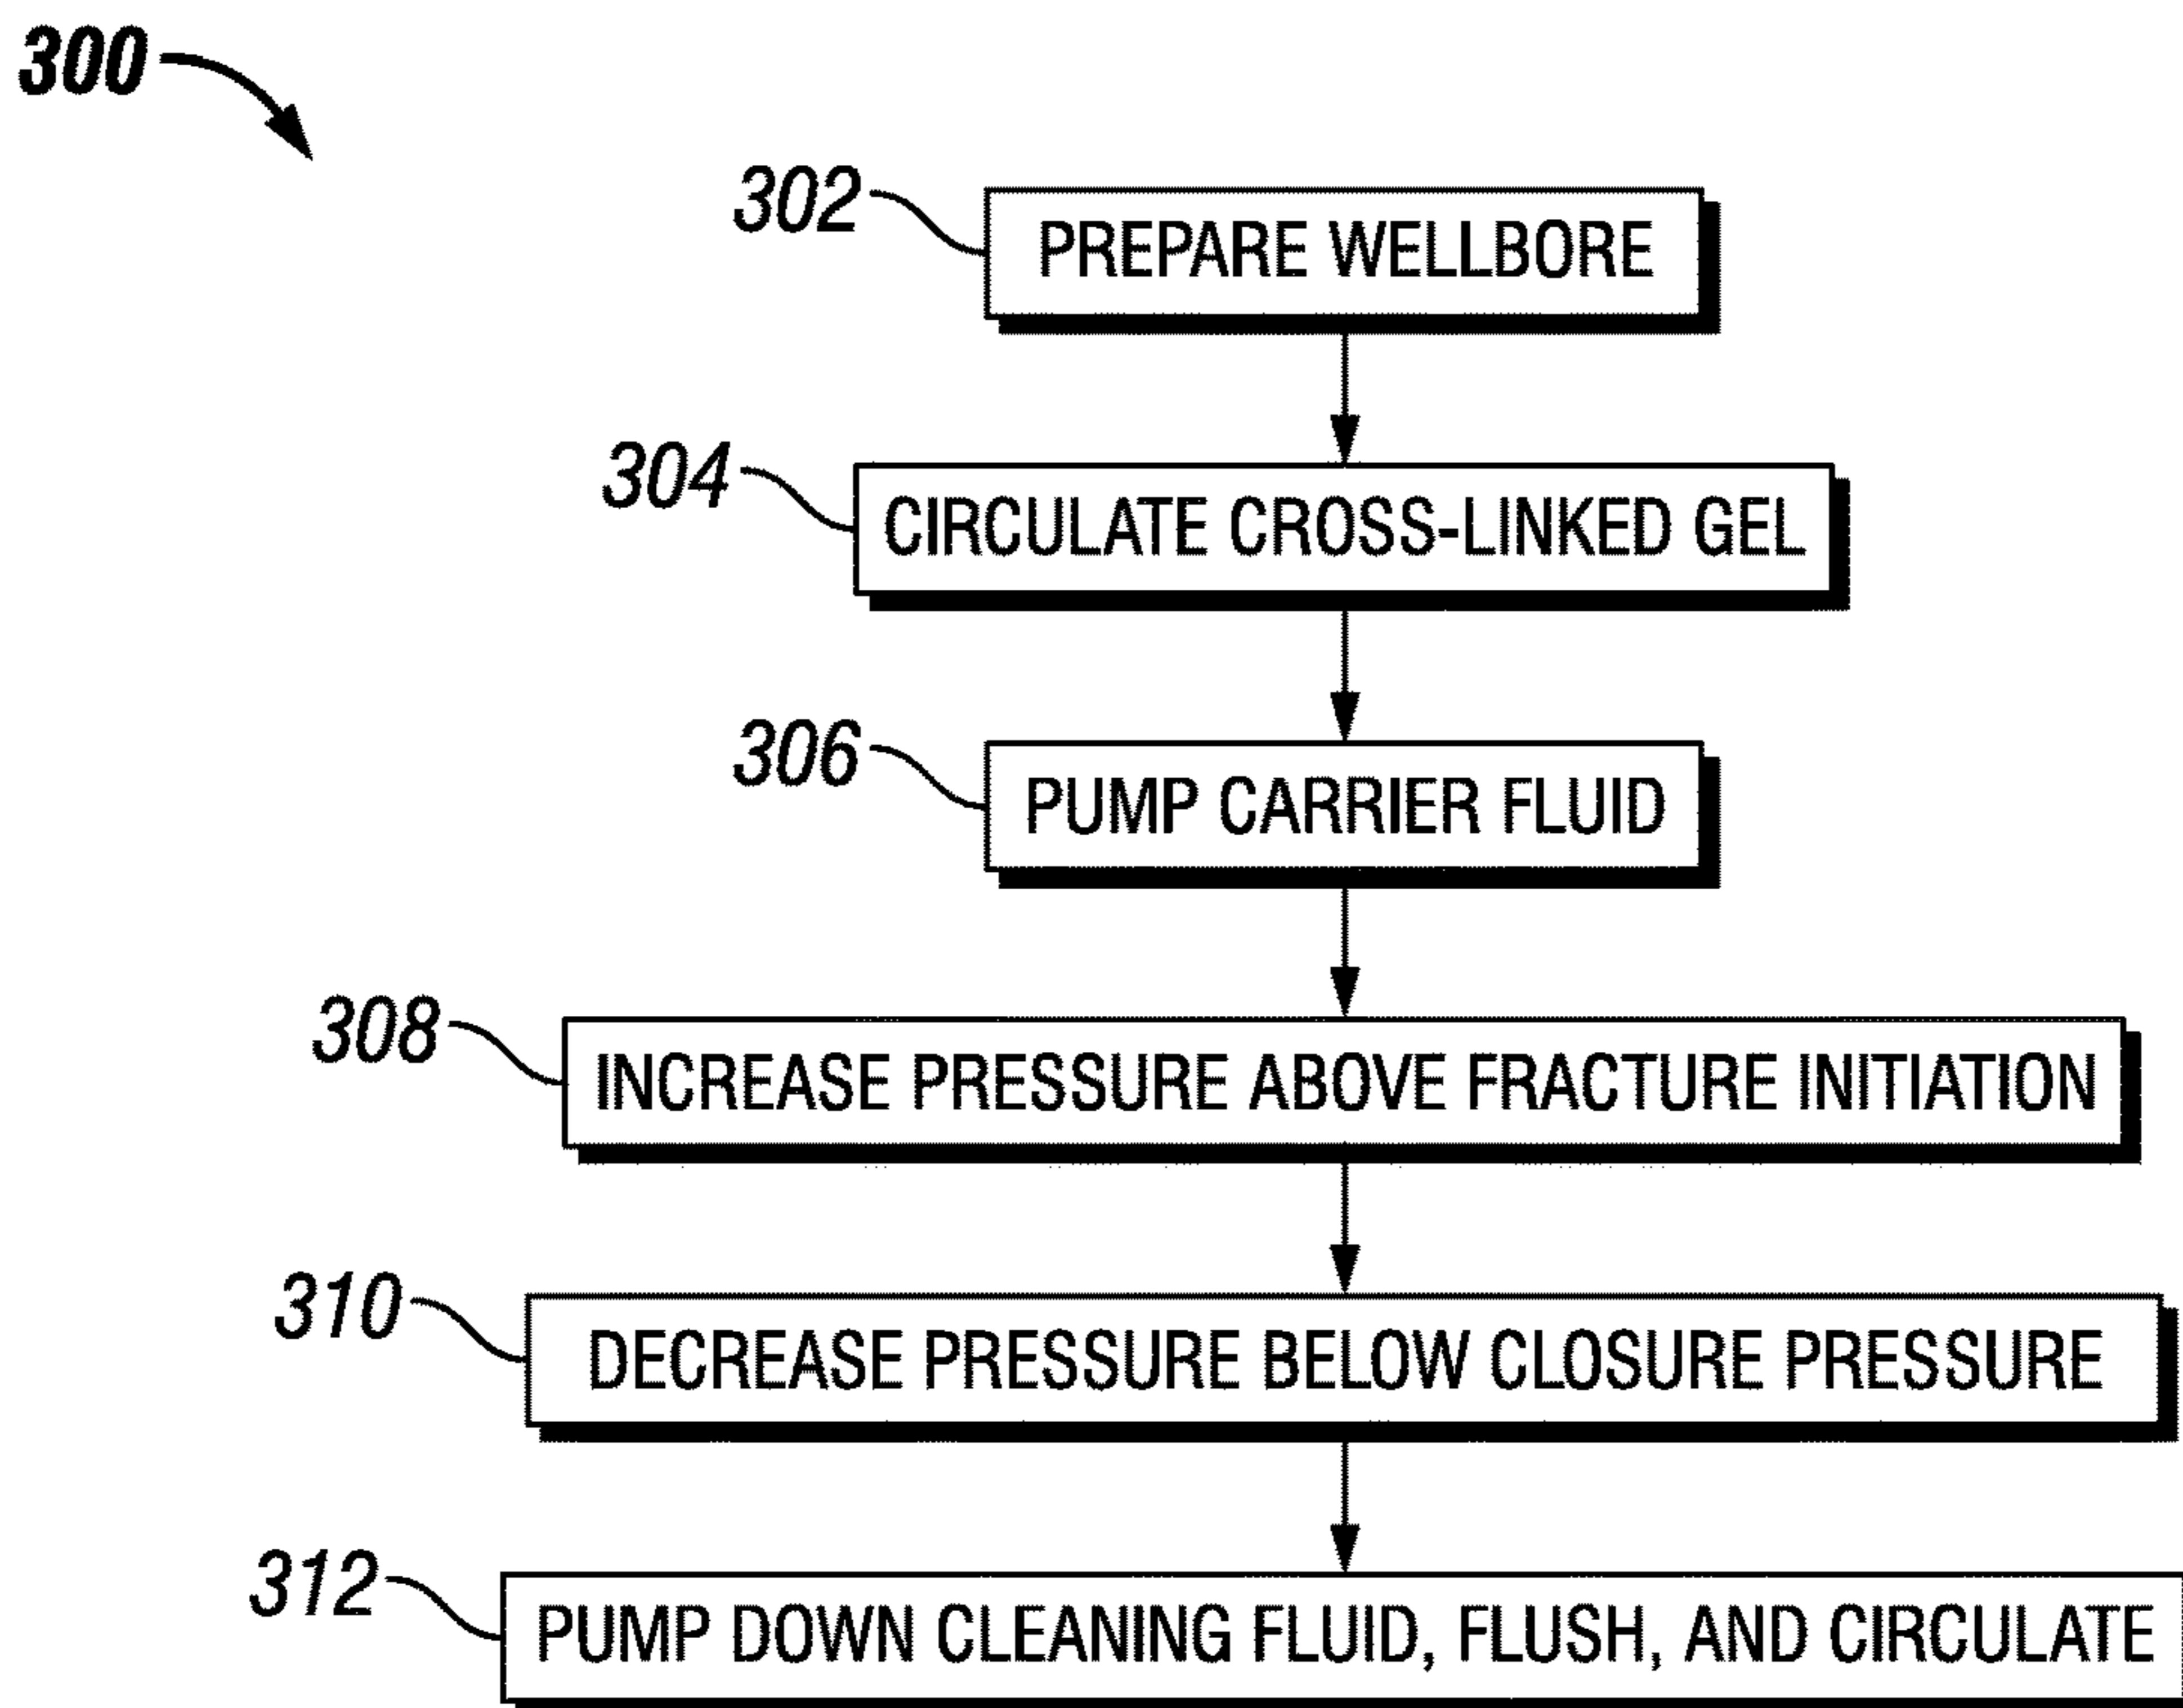 300
302
PREPARE WELLBORE
304
CIRCULATE CROSS-LINKED GEL
306
PUMP CARRIER FLUID
308
INCREASE PRESSURE ABOVE FRACTURE INITIATION
310
DECREASE PRESSURE BELOW CLOSURE PRESSURE
312
PUMP DOWN CLEANING FLUID, FLUSH, AND CIRCULATE